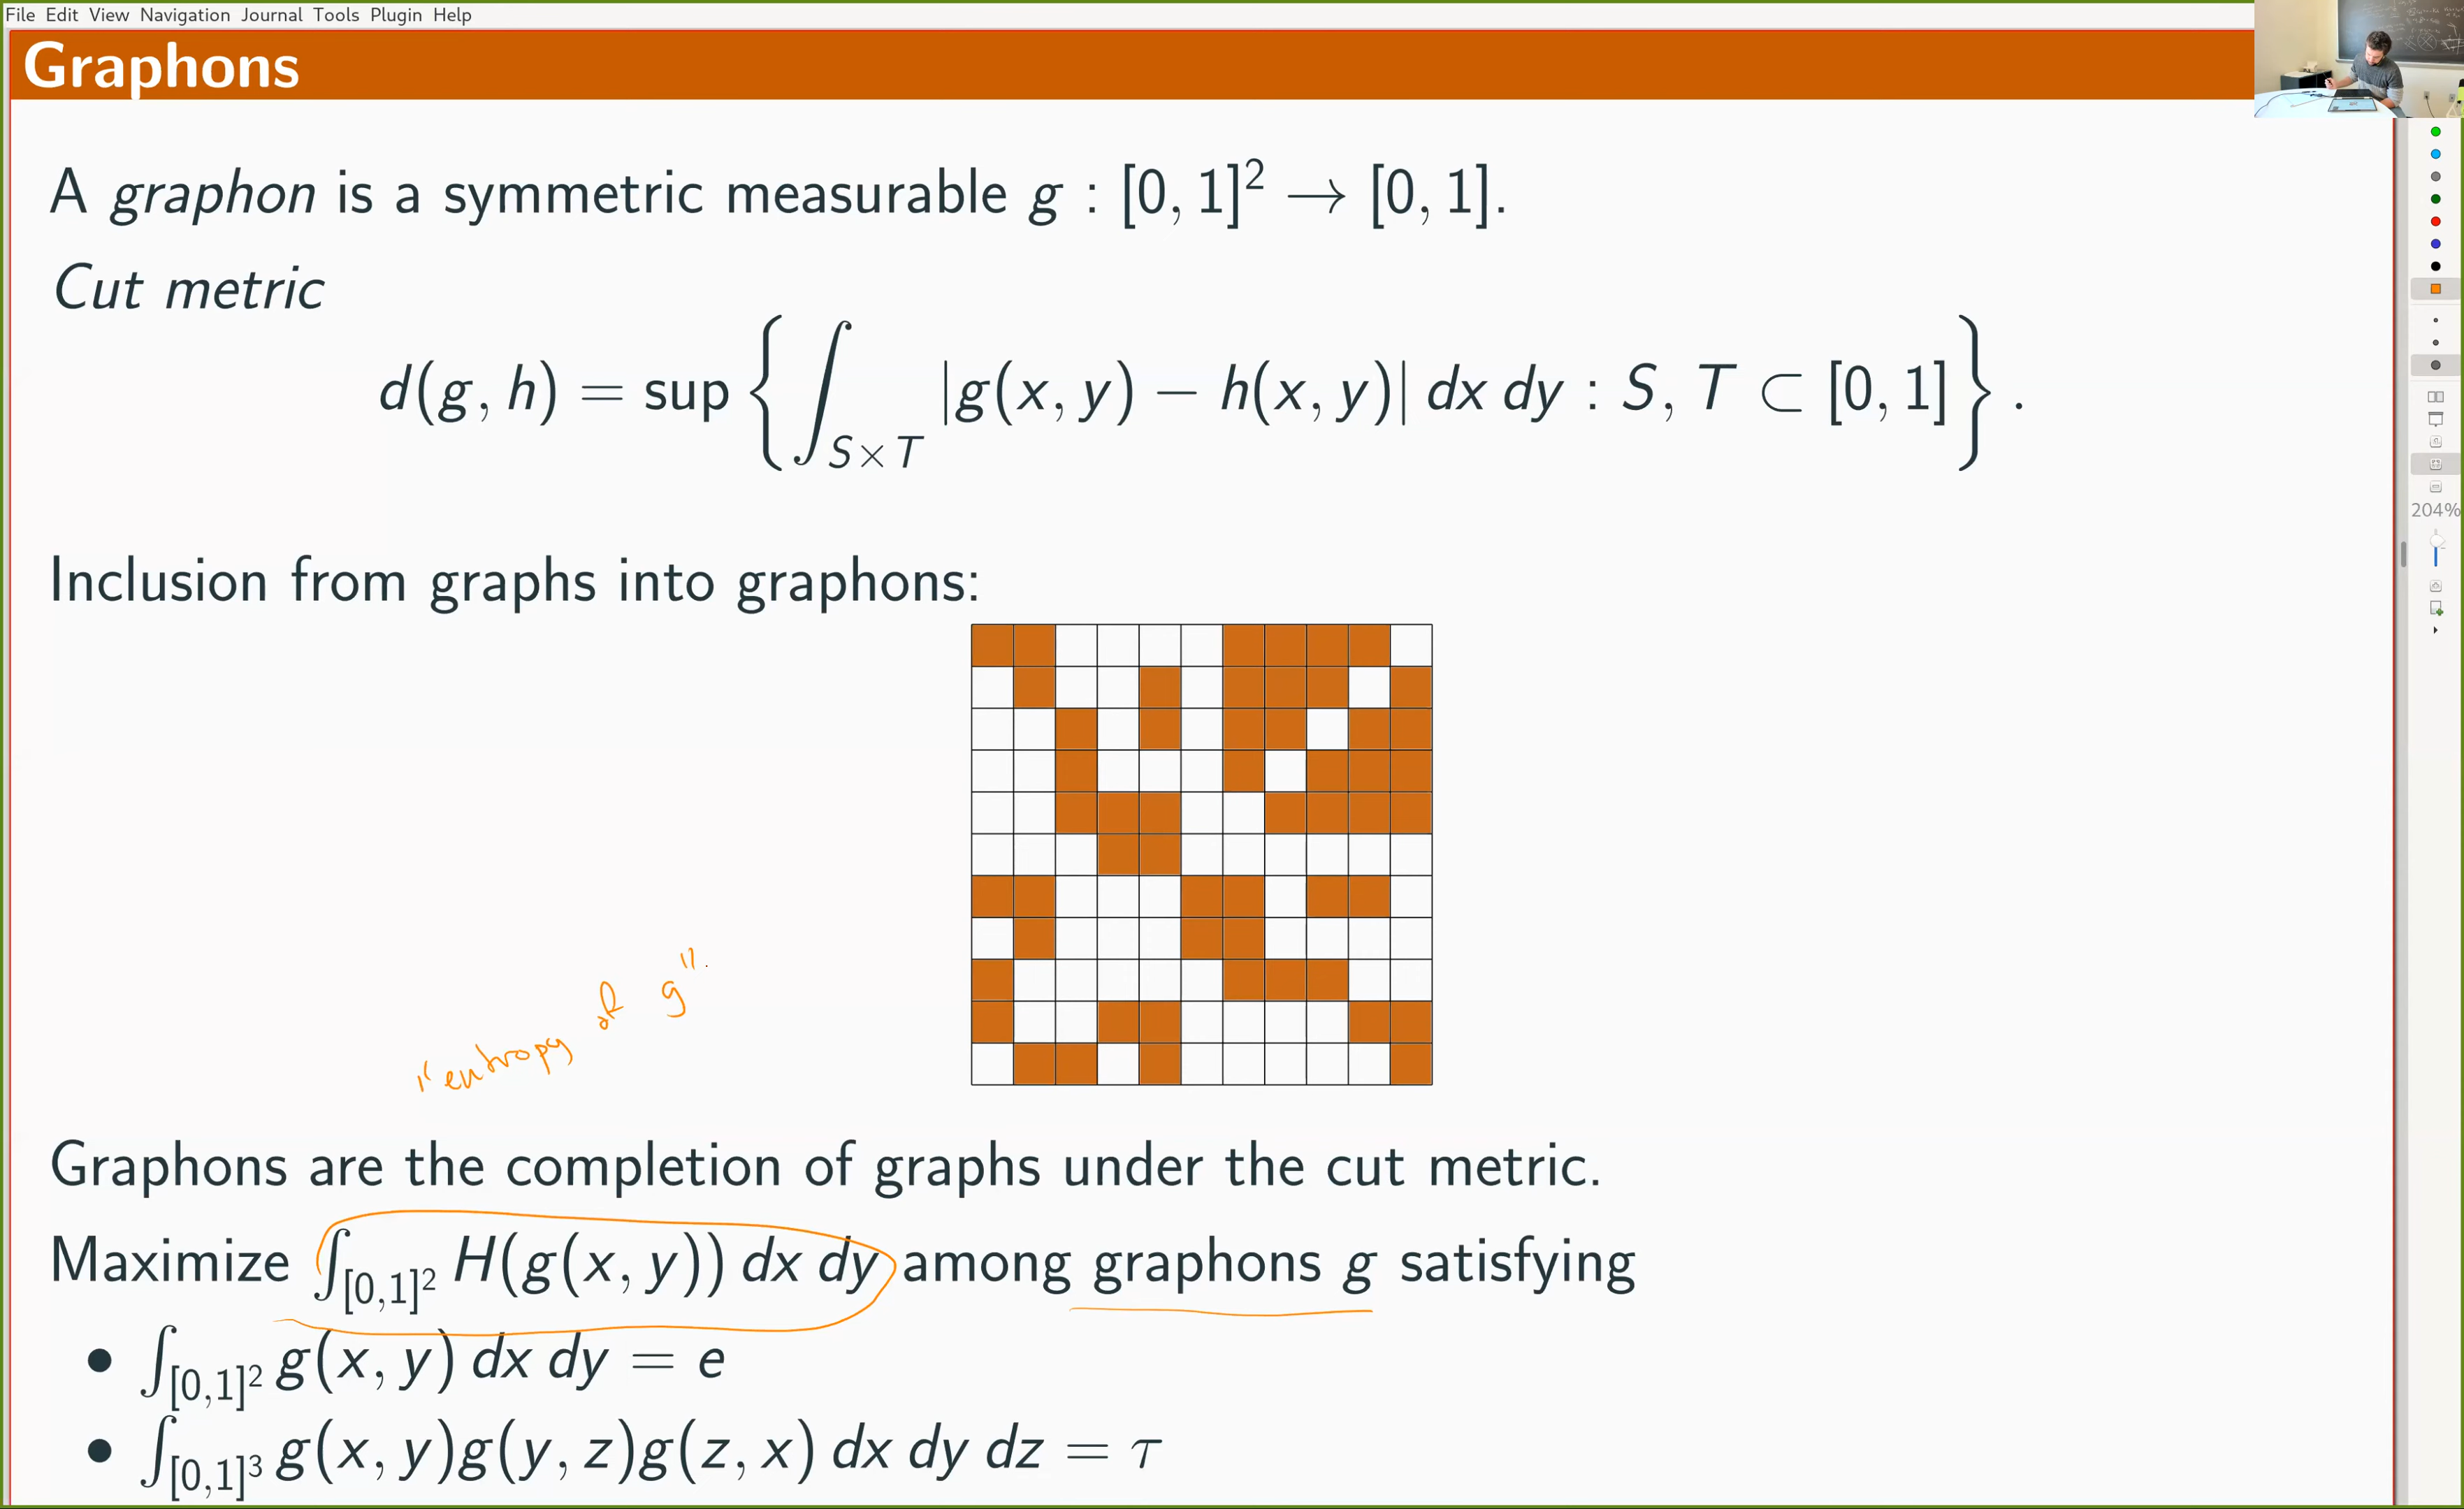 File Edit View Navigation Journal Tools Plugin Help
Graphons
A graphon is a symmetric measurable g : [0, 1]² → [0, 1].
Cut metric
d(g, h) = sup { ∫_{S×T} |g(x, y) − h(x, y)| dx dy : S, T ⊂ [0, 1] } .
Inclusion from graphs into graphons:
"entropy of g".
Graphons are the completion of graphs under the cut metric.
Maximize ∫_{[0,1]²} H(g(x, y)) dx dy among graphons g satisfying
• ∫_{[0,1]²} g(x, y) dx dy = e
• ∫_{[0,1]³} g(x, y)g(y, z)g(z, x) dx dy dz = τ
204%